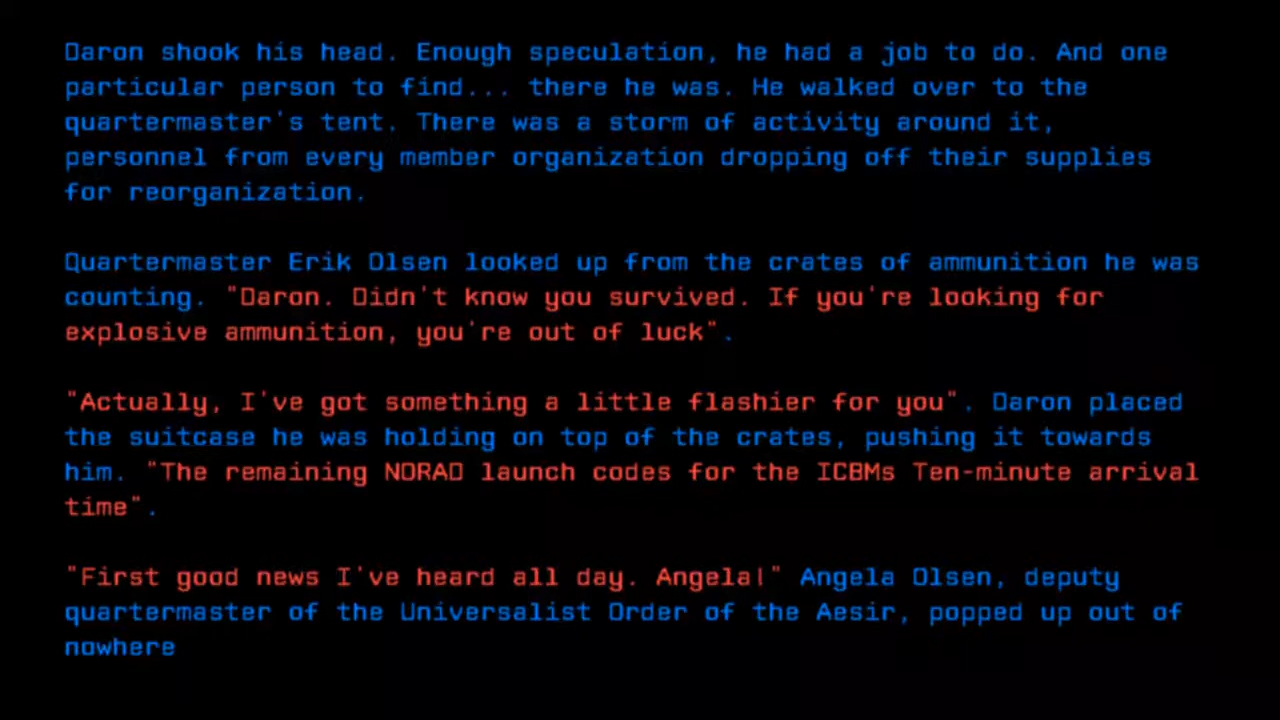 Daron shook his head. Enough speculation, he had a job to do. And one
particular person to find... there he was. He walked over to the
quartermaster's tent. There was a storm of activity around it,
personnel from every member organization dropping off their supplies
for reorganization.
Quartermaster Erik Olsen looked up from the crates of ammunition he was
counting. "Daron. Didn't know you survived. If you're looking for
explosive ammunition, you're out of luck".
"Actually, I've got something a little flashier for you". Daron placed
the suitcase he was holding on top of the crates, pushing it towards
him. "The remaining NORAD launch codes for the ICBMs Ten-minute arrival
time".
"First good news I've heard all day. Angela!" Angela Olsen, deputy
quartermaster of the Universalist Order of the Aesir, popped up out of
nowhere